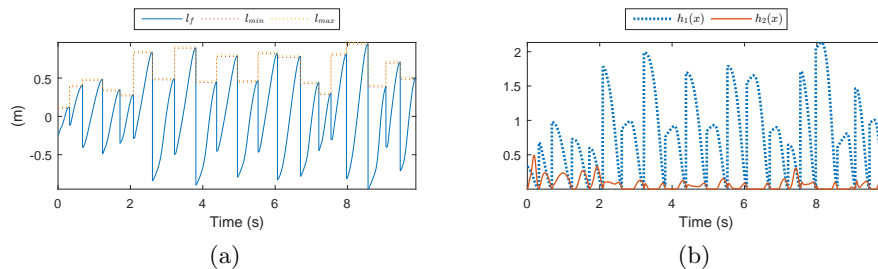 l_f l_min l_max
(m)
0.5
0
-0.5
0 2 4 6 8
Time (s)
(a)
h_1(x) h_2(x)
2
1.5
1
0.5
0 2 4 6 8
Time (s)
(b)